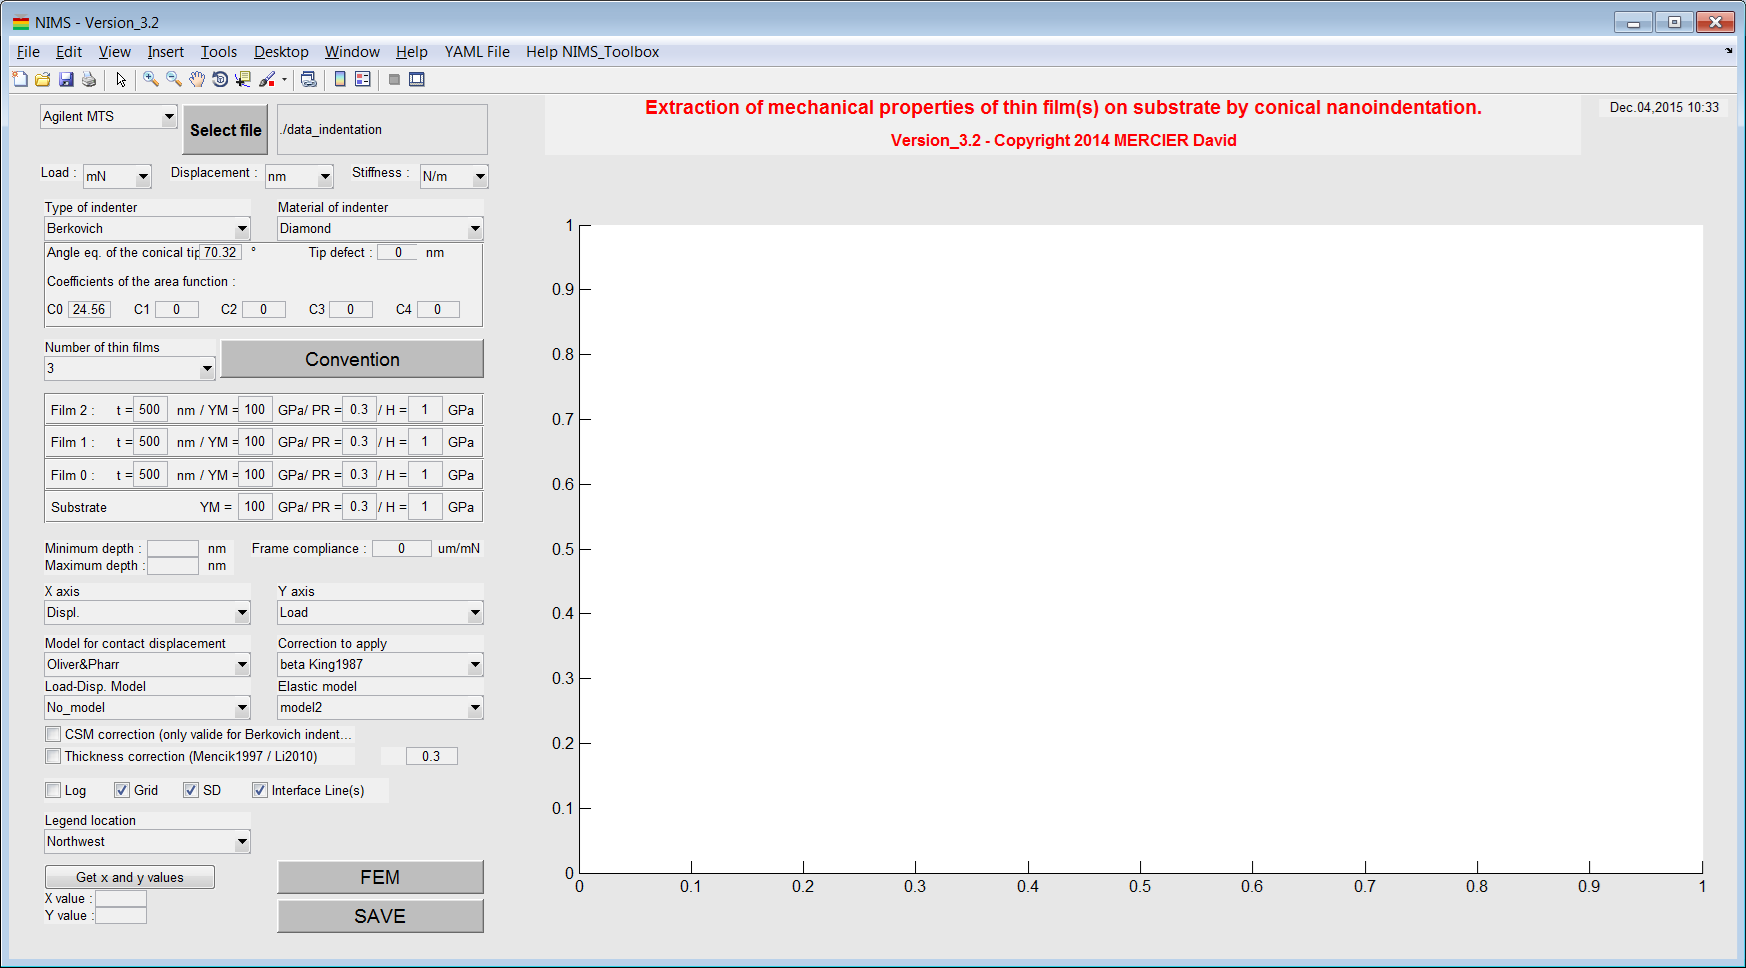 NIMS - Version_3.2
File Edit View Insert Tools Desktop Window Help YAML File Help NIMS_Toolbox
Agilent MTS
Select file
./data_indentation
Extraction of mechanical properties of thin film(s) on substrate by conical nanoindentation.
Version_3.2 - Copyright 2014 MERCIER David
Dec.04,2015 10:33
Load : mN Displacement : nm Stiffness : N/m
Type of indenter Material of indenter
Berkovich Diamond
Angle eq. of the conical tip 70.32 ° Tip defect : 0 nm
Coefficients of the area function :
C0 24.56 C1 0 C2 0 C3 0 C4 0
Number of thin films
3
Convention
Film 2 : t = 500 nm / YM = 100 GPa/ PR = 0.3 / H = 1 GPa
Film 1 : t = 500 nm / YM = 100 GPa/ PR = 0.3 / H = 1 GPa
Film 0 : t = 500 nm / YM = 100 GPa/ PR = 0.3 / H = 1 GPa
Substrate YM = 100 GPa/ PR = 0.3 / H = 1 GPa
Minimum depth : nm Frame compliance : 0 um/mN
Maximum depth : nm
X axis Y axis
Displ. Load
Model for contact displacement Correction to apply
Oliver&Pharr beta King1987
Load-Disp. Model Elastic model
No_model model2
CSM correction (only valide for Berkovich indent...
Thickness correction (Mencik1997 / Li2010) 0.3
Log Grid SD Interface Line(s)
Legend location
Northwest
Get x and y values
X value :
Y value :
FEM
SAVE
1
0.9
0.8
0.7
0.6
0.5
0.4
0.3
0.2
0.1
0
0 0.1 0.2 0.3 0.4 0.5 0.6 0.7 0.8 0.9 1